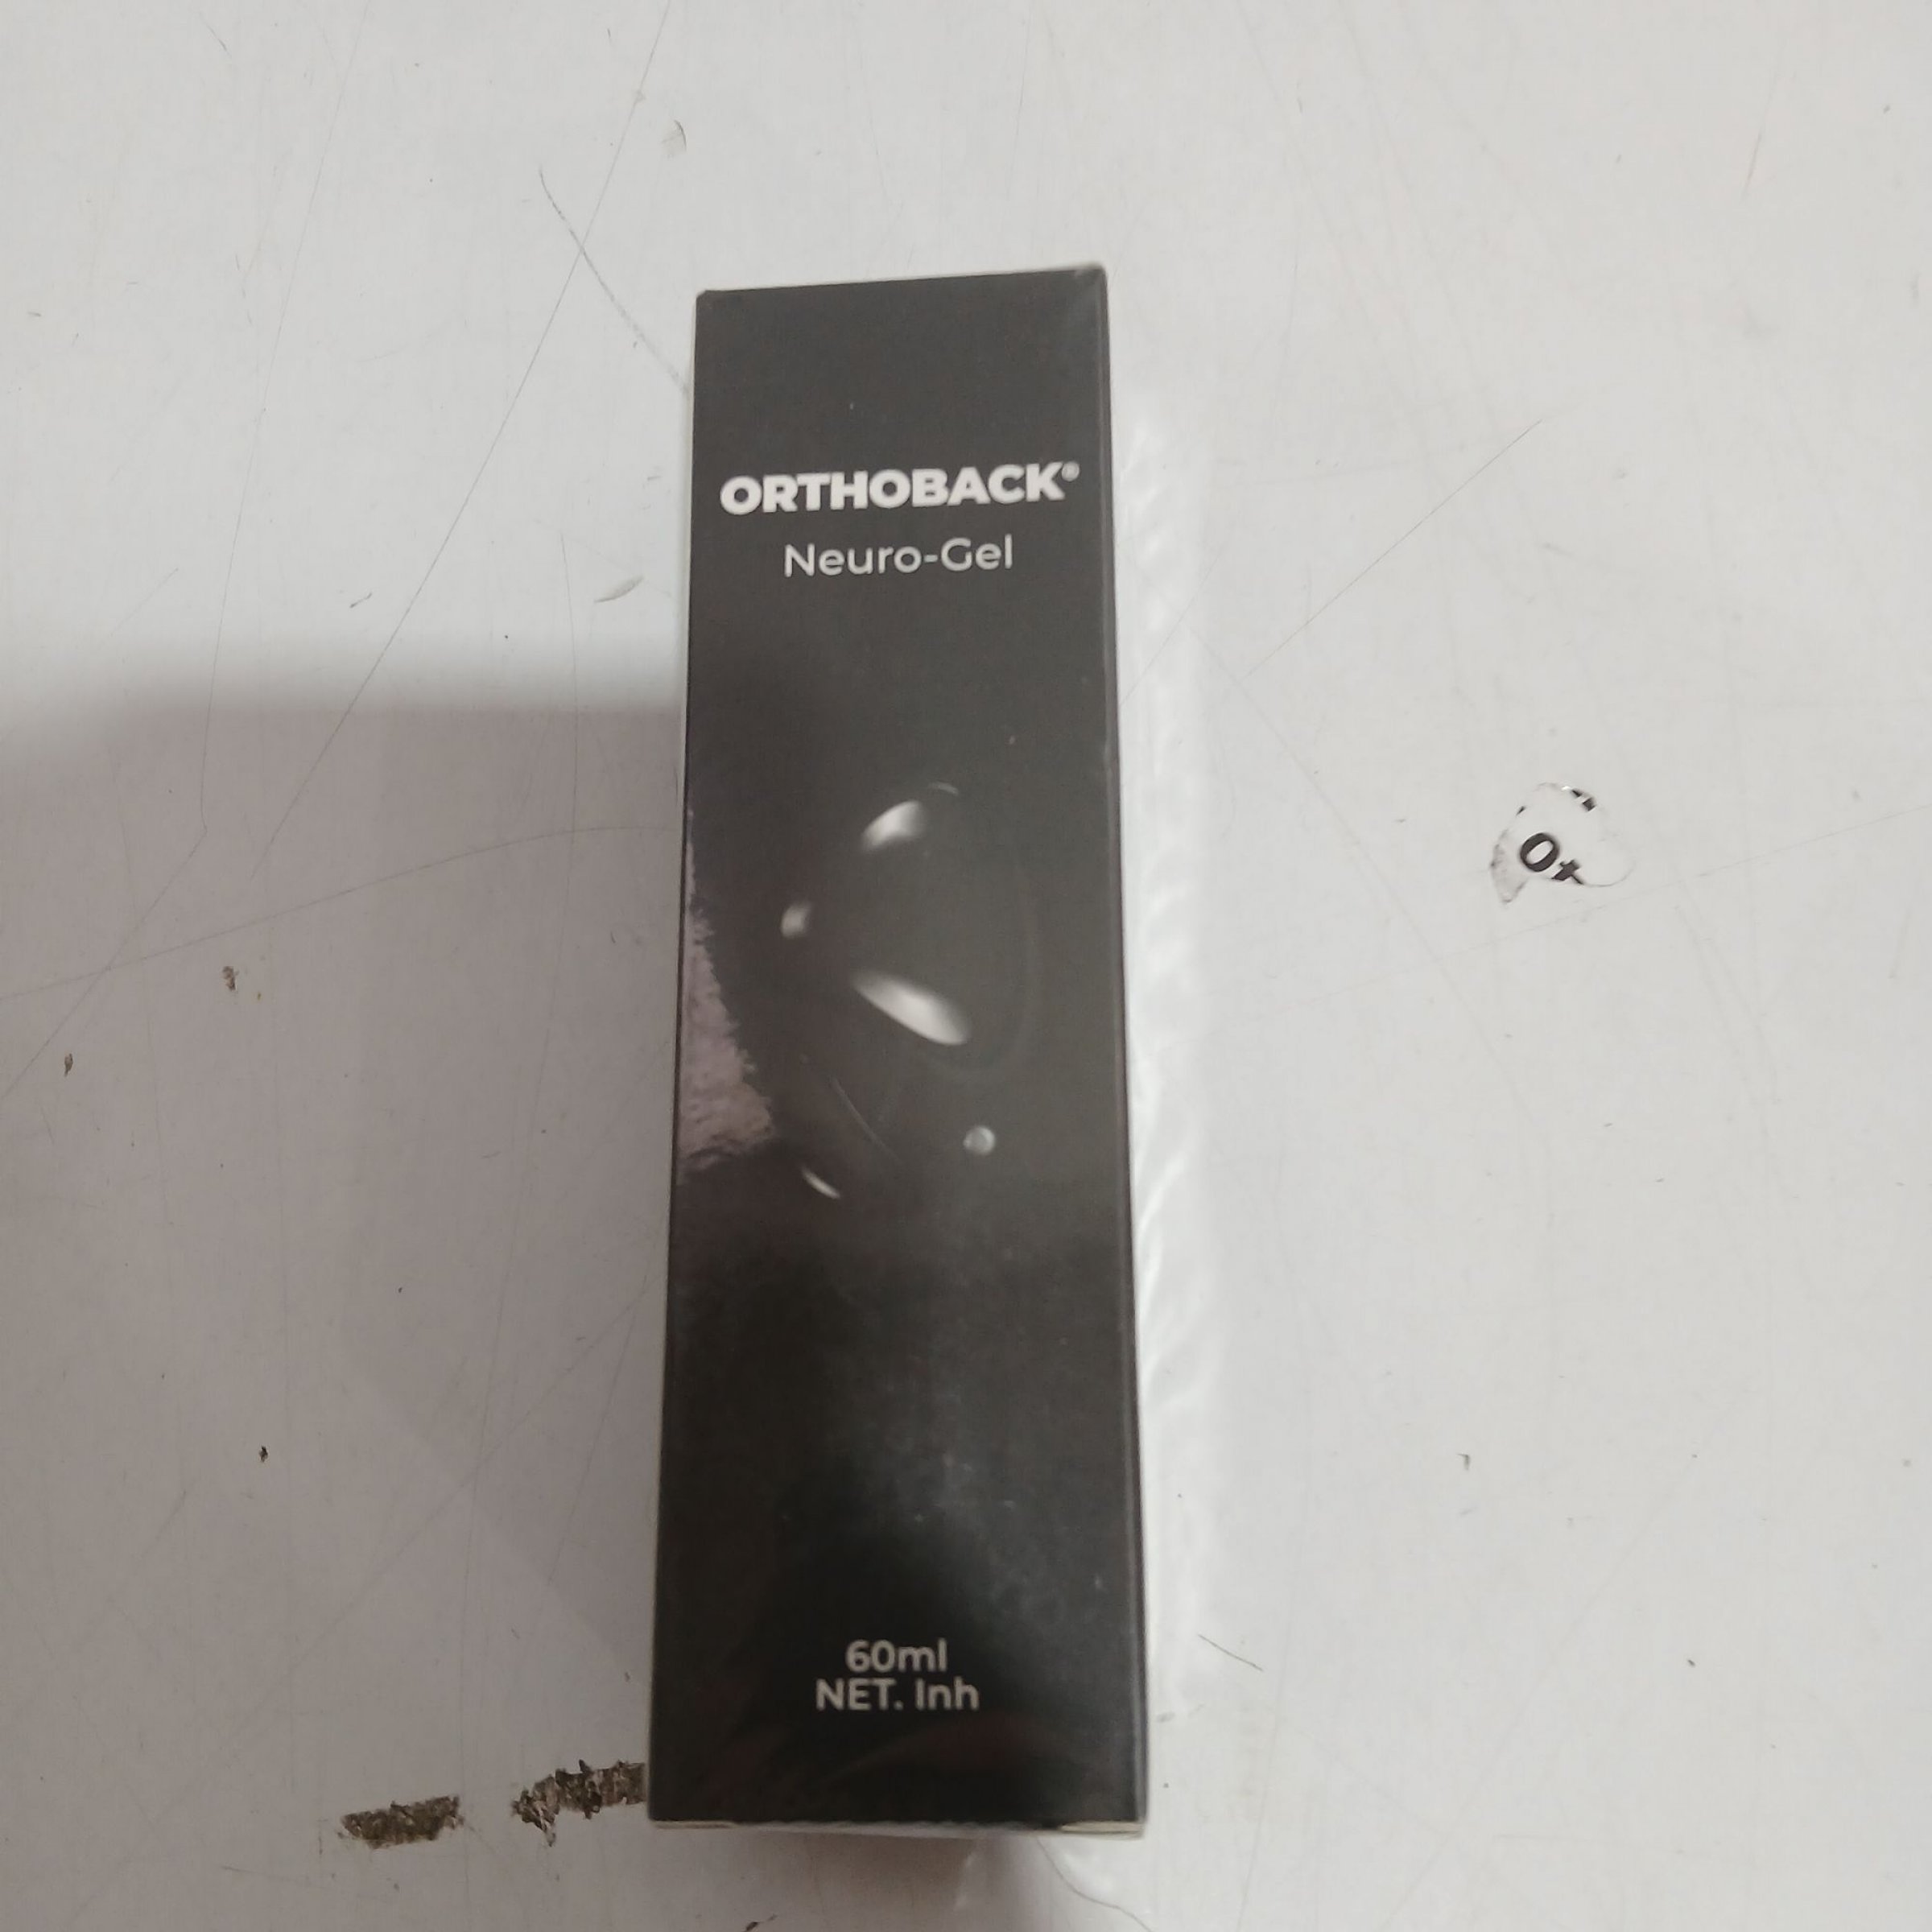 ORTHOBACK®
Neuro-Gel
60ml
NET. Inh